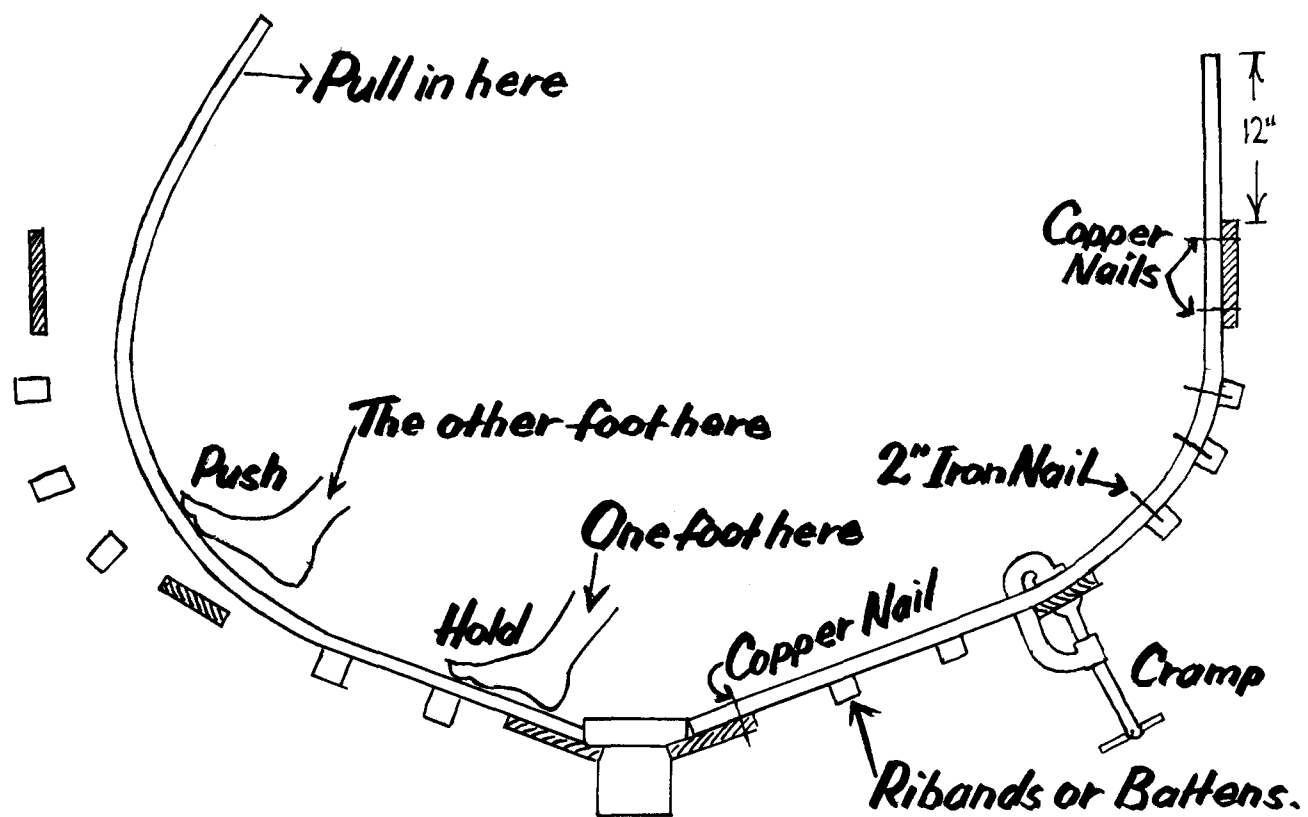 Pull in here
12"
Copper
Nails
The other foot here
Push
2" Iron Nail
One foot here
Hold
Copper Nail
Cramp
Ribands or Battens.